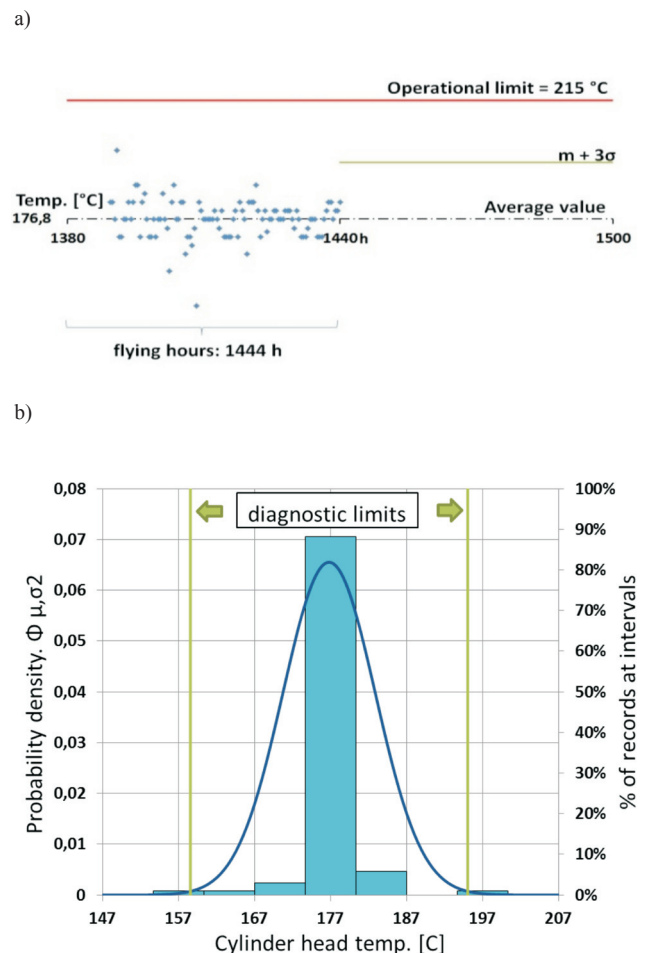 a)
Operational limit = 215 °C
m + 3σ
Temp. [°C]
176,8
Average value
1380
1440h
1500
flying hours: 1444 h
b)
diagnostic limits
0,08
0,07
0,06
0,05
0,04
0,03
0,02
0,01
0
Probability density. Φ μ,σ2
100%
90%
80%
70%
60%
50%
40%
30%
20%
10%
0%
% of records at intervals
147 157 167 177 187 197 207
Cylinder head temp. [C]